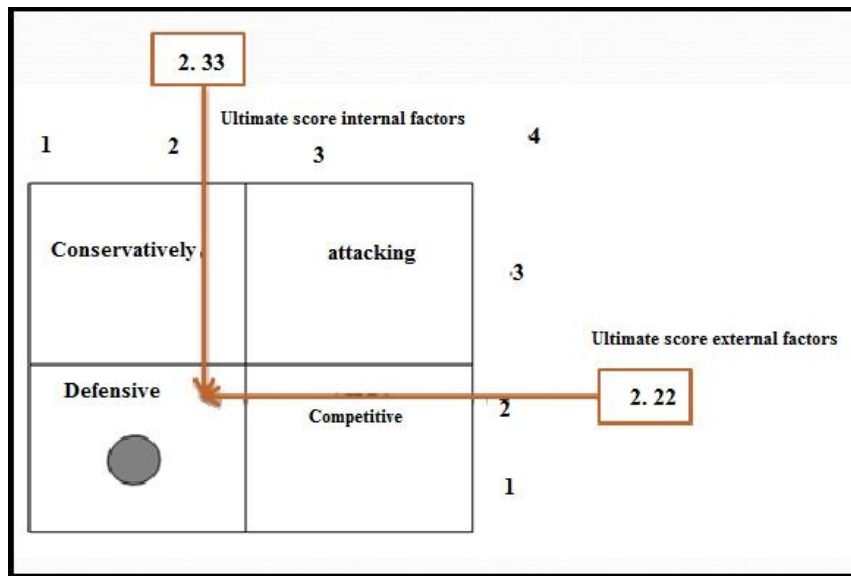 2. 33
Ultimate score internal factors
1 2 3 4
Conservatively
attacking
3
Ultimate score external factors
Defensive
Competitive
2
2. 22
1